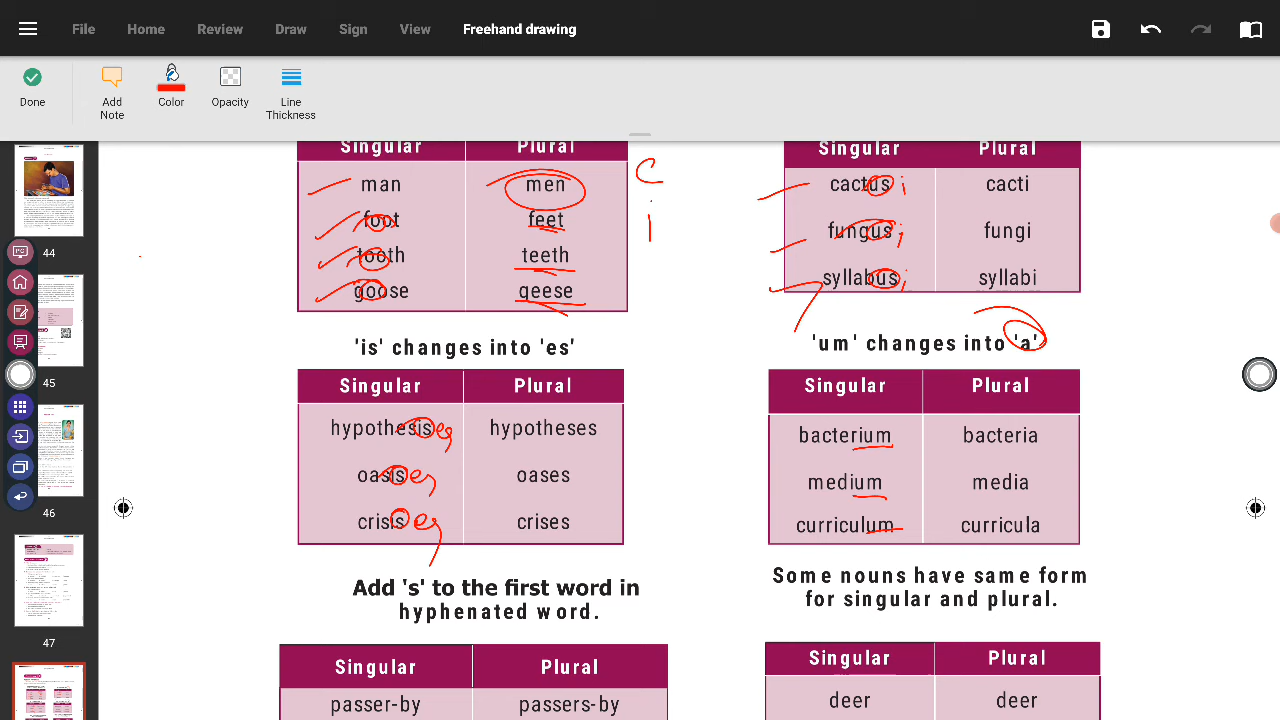 File Home Review Draw Sign View Freehand drawing
Done Add Note Color Opacity Line Thickness
44
45
46
47
Singular Plural
man men
foot feet
tooth teeth
goose geese
C
i
Singular Plural
cactus i cacti
fungus i fungi
syllabus i syllabi
'is' changes into 'es'
Singular Plural
hypothesis es hypotheses
oasis es oases
crisis es crises
'um' changes into 'a'
Singular Plural
bacterium bacteria
medium media
curriculum curricula
Add 's' to the first word in
hyphenated word.
Singular Plural
passer-by passers-by
Some nouns have same form
for singular and plural.
Singular Plural
deer deer